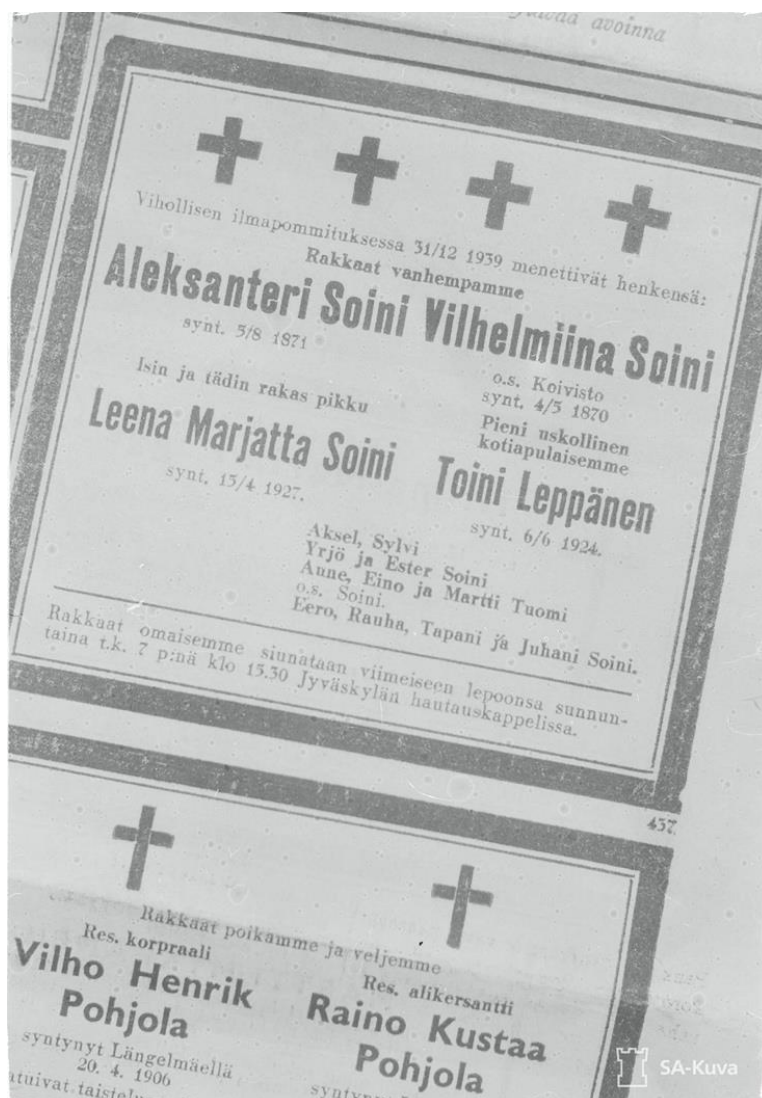 avoinna
Vihollisen ilmapommituksessa 31/12 1939 menettivät henkensä:
Rakkaat vanhempamme
Aleksanteri Soini Vilhelmiina Soini
synt. 5/8 1871
o.s. Koivisto
synt. 4/5 1870
Isin ja tädin rakas pikku
Leena Marjatta Soini
synt. 15/4 1927.
Pieni uskollinen
kotiapulaisemme
Toini Leppänen
synt. 6/6 1924.
Aksel, Sylvi
Yrjö ja Ester Soini
Aune, Eino ja Martti Tuomi
o.s. Soini.
Eero, Rauha, Tapani ja Juhani Soini.
Rakkaat omaisemme siunataan viimeiseen lepoonsa sunnun-
taina t.k. 7 p:nä klo 15.30 Jyväskylän hautauskappelissa.
437
Rakkaat poikamme ja veljemme
Res. korpraali
Vilho Henrik
Pohjola
syntynyt Längelmäellä
20. 4. 1906
Res. alikersantti
Raino Kustaa
Pohjola
SA-Kuva